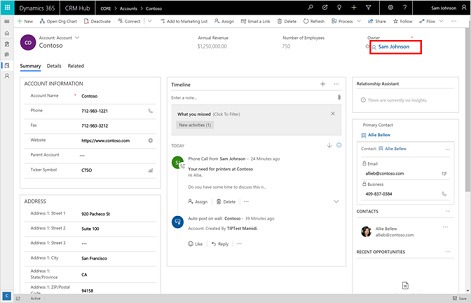 Dynamics 365
CRM Hub
CORE > Accounts > Contoso
Sam Johnson
New
Open Org Chart
Deactivate
Connect
Add to Marketing List
Assign
Email a Link
Delete
Refresh
Process
Share
Follow
Flow
CO
Account: Account
Contoso
Annual Revenue
$1,250,000.00
Number of Employees
750
Owner
Sam Johnson
Summary
Details
Related
ACCOUNT INFORMATION
Account Name * Contoso
Phone 712-983-1221
Fax 712-983-3212
Website https://www.contoso.com
Parent Account ---
Ticker Symbol CTSO
ADDRESS
Address 1: Street 1 920 Pacheco St
Address 1: Street 2 Suite 100
Address 1: Street 3 ---
Address 1: City San Francisco
Address 1: State/Province CA
Address 1: ZIP/Postal Code 94158
Timeline
Enter a note...
What you missed (Click To Filter)
New activities (1)
TODAY
Phone Call from Sam Johnson - 24 Minutes ago
Your need for printers at Contoso
Hi Allie,
Do you have some time to discuss this v...
Assign
Delete
Auto-post on wall Contoso - 39 Minutes ago
Account: Created By TIPTest Marmidi.
Like
Reply
Relationship Assistant
There are currently no insights.
Primary Contact
Allie Bellew
Contact
Allie Bellew
Email
allieb@contoso.com
Business
409-837-0384
CONTACTS
Allie Bellew
RECENT OPPORTUNITIES
Active
SAVE